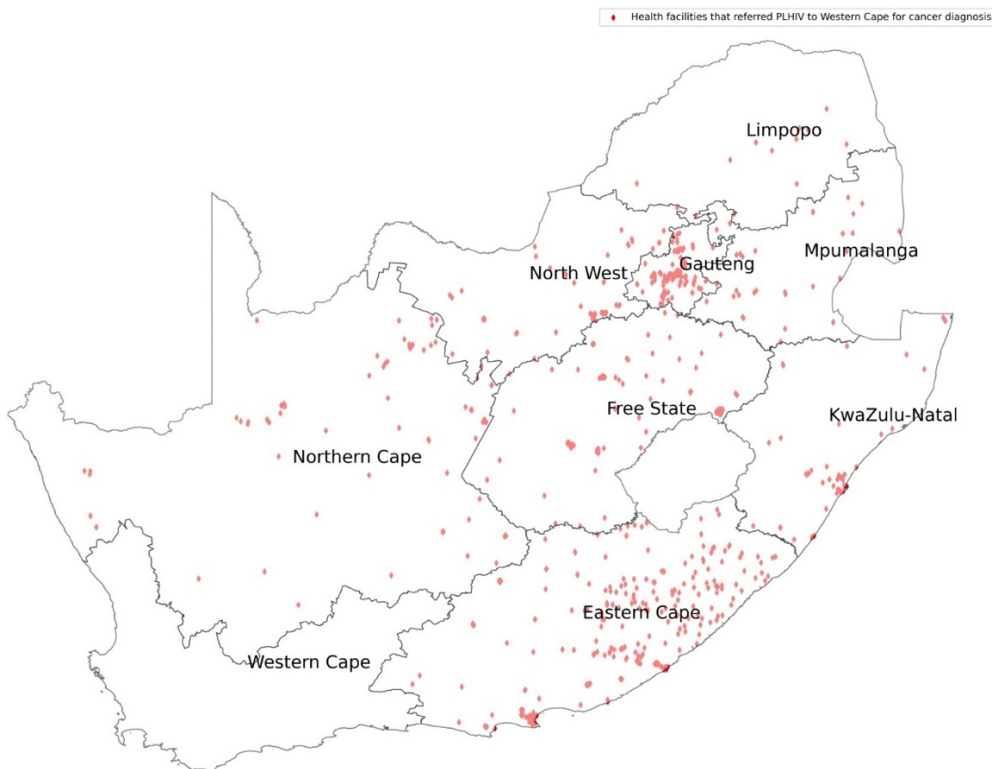 Health facilities that referred PLHIV to Western Cape for cancer diagnosis
Limpopo
Mpumalanga
Gauteng
North West
Free State
KwaZulu-Natal
Northern Cape
Eastern Cape
Western Cape